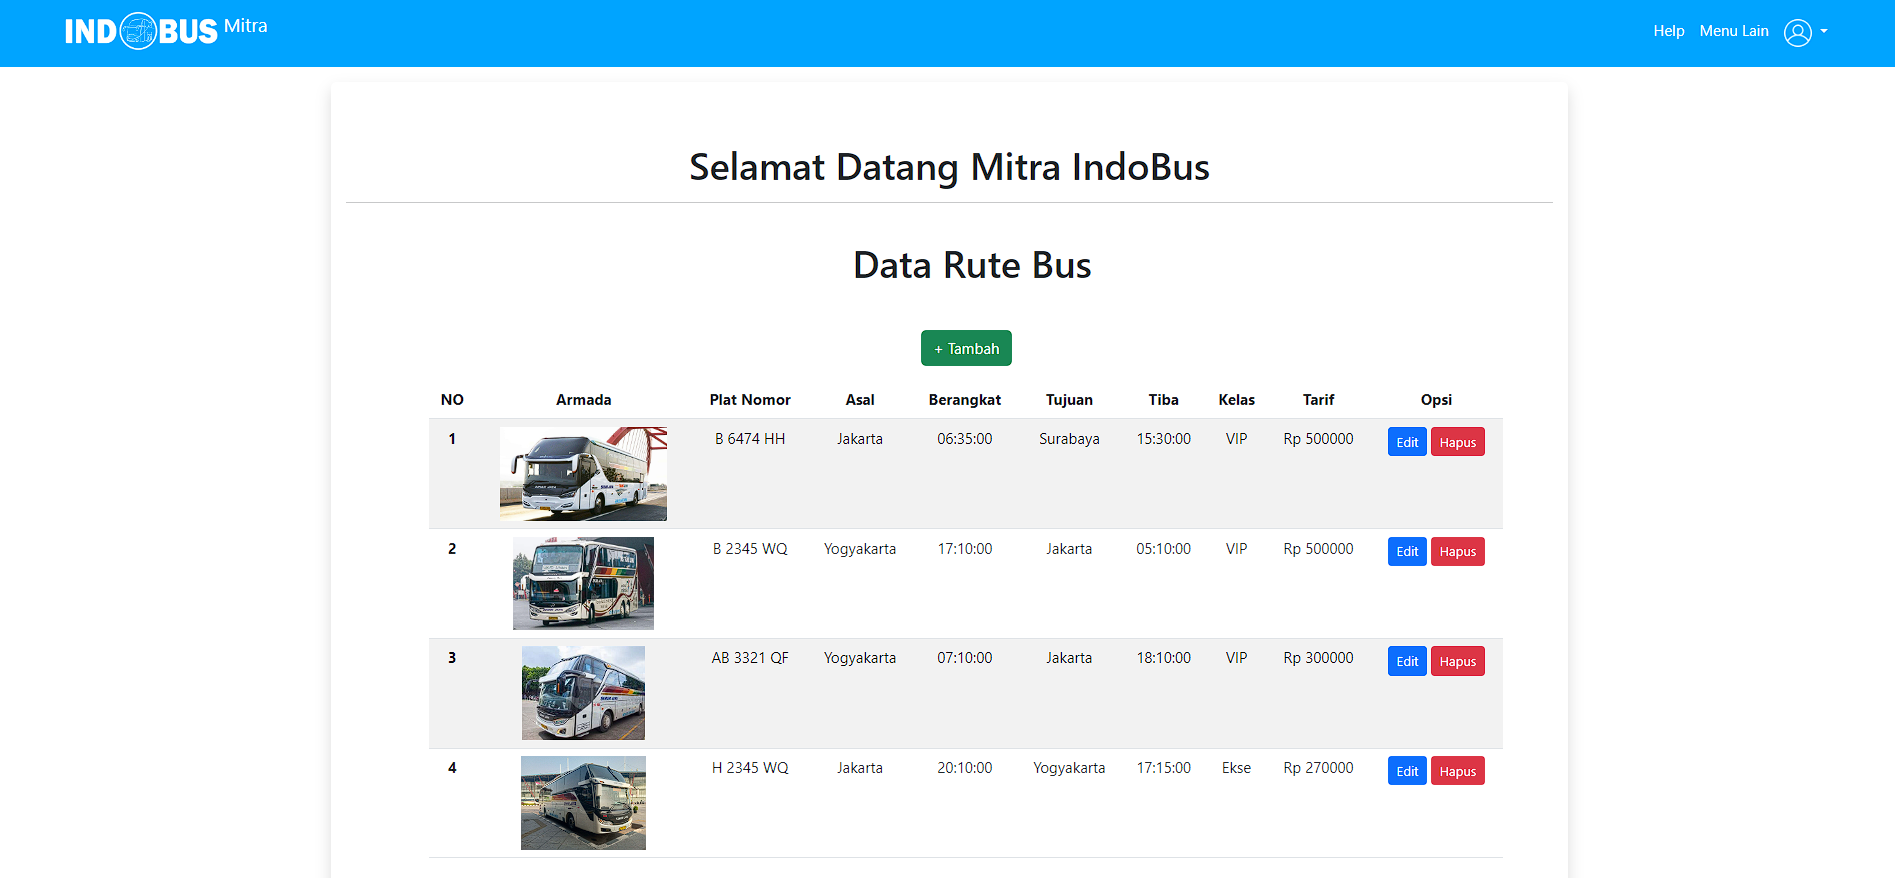 INDOBUS Mitra
Help Menu Lain
Selamat Datang Mitra IndoBus
Data Rute Bus
+ Tambah
NO Armada Plat Nomor Asal Berangkat Tujuan Tiba Kelas Tarif Opsi
1 B 6474 HH Jakarta 06:35:00 Surabaya 15:30:00 VIP Rp 500000 Edit Hapus
2 B 2345 WQ Yogyakarta 17:10:00 Jakarta 05:10:00 VIP Rp 500000 Edit Hapus
3 AB 3321 QF Yogyakarta 07:10:00 Jakarta 18:10:00 VIP Rp 300000 Edit Hapus
4 H 2345 WQ Jakarta 20:10:00 Yogyakarta 17:15:00 Ekse Rp 270000 Edit Hapus